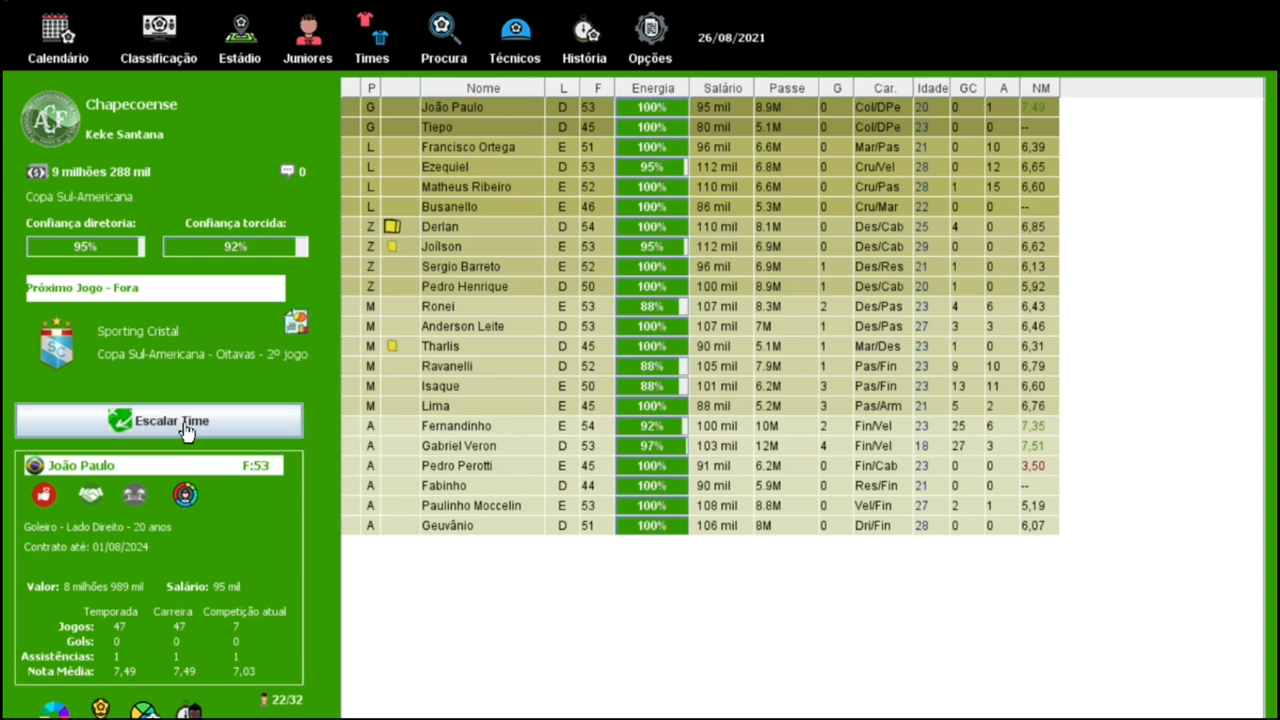 Calendário Classificação Estádio Juniores Times Procura Técnicos História Opções 26/08/2021
Chapecoense
Keke Santana
9 milhões 288 mil 0
Copa Sul-Americana
Confiança diretoria: Confiança torcida:
95% 92%
Próximo Jogo - Fora
Sporting Cristal
Copa Sul-Americana - Oitavas - 2º jogo
Escalar Time
João Paulo F:53
Goleiro - Lado Direito - 20 anos
Contrato até: 01/08/2024
Valor: 8 milhões 989 mil Salário: 95 mil
Temporada Carreira Competição atual
Jogos: 47 47 7
Gols: 0 0 0
Assistências: 1 1 1
Nota Média: 7,49 7,49 7,03
22/32
P Nome L F Energia Salário Passe G Car. Idade GC A NM
G João Paulo D 53 100% 95 mil 8.9M 0 Col/DPe 20 0 1 7,49
G Tiepo D 45 100% 80 mil 5.1M 0 Col/DPe 23 0 0 --
L Francisco Ortega E 51 100% 96 mil 6.6M 0 Mar/Pas 21 0 10 6,39
L Ezequiel D 53 95% 112 mil 6.8M 0 Cru/Vel 28 0 12 6,65
L Matheus Ribeiro E 52 100% 110 mil 6.6M 0 Cru/Pas 28 1 15 6,60
L Busanello E 46 100% 86 mil 5.3M 0 Cru/Mar 22 0 0 --
Z Derlan D 54 100% 110 mil 8.1M 0 Des/Cab 25 4 0 6,85
Z Joílson E 53 95% 112 mil 6.9M 0 Des/Cab 29 0 0 6,62
Z Sergio Barreto E 52 100% 96 mil 6.9M 1 Des/Res 21 1 0 6,13
Z Pedro Henrique D 50 100% 100 mil 8.9M 1 Des/Cab 20 1 0 5,92
M Ronei E 53 88% 107 mil 8.3M 2 Des/Pas 23 4 6 6,43
M Anderson Leite D 53 100% 107 mil 7M 1 Des/Pas 27 3 3 6,46
M Tharlis D 45 100% 90 mil 5.1M 1 Mar/Des 23 1 0 6,31
M Ravanelli D 52 88% 105 mil 7.9M 1 Pas/Fin 23 9 10 6,79
M Isaque E 50 88% 101 mil 6.2M 3 Pas/Fin 23 13 11 6,60
M Lima E 45 100% 88 mil 5.2M 3 Pas/Arm 21 5 2 6,76
A Fernandinho E 54 92% 100 mil 10M 2 Fin/Vel 23 25 6 7,35
A Gabriel Veron D 53 97% 103 mil 12M 4 Fin/Vel 18 27 3 7,51
A Pedro Perotti E 45 100% 91 mil 6.2M 0 Fin/Cab 23 0 0 3,50
A Fabinho D 44 100% 90 mil 5.9M 0 Res/Fin 21 0 0 --
A Paulinho Moccelin E 53 100% 108 mil 8.8M 0 Vel/Fin 27 2 1 5,19
A Geuvânio D 51 100% 106 mil 8M 0 Dri/Fin 28 0 0 6,07